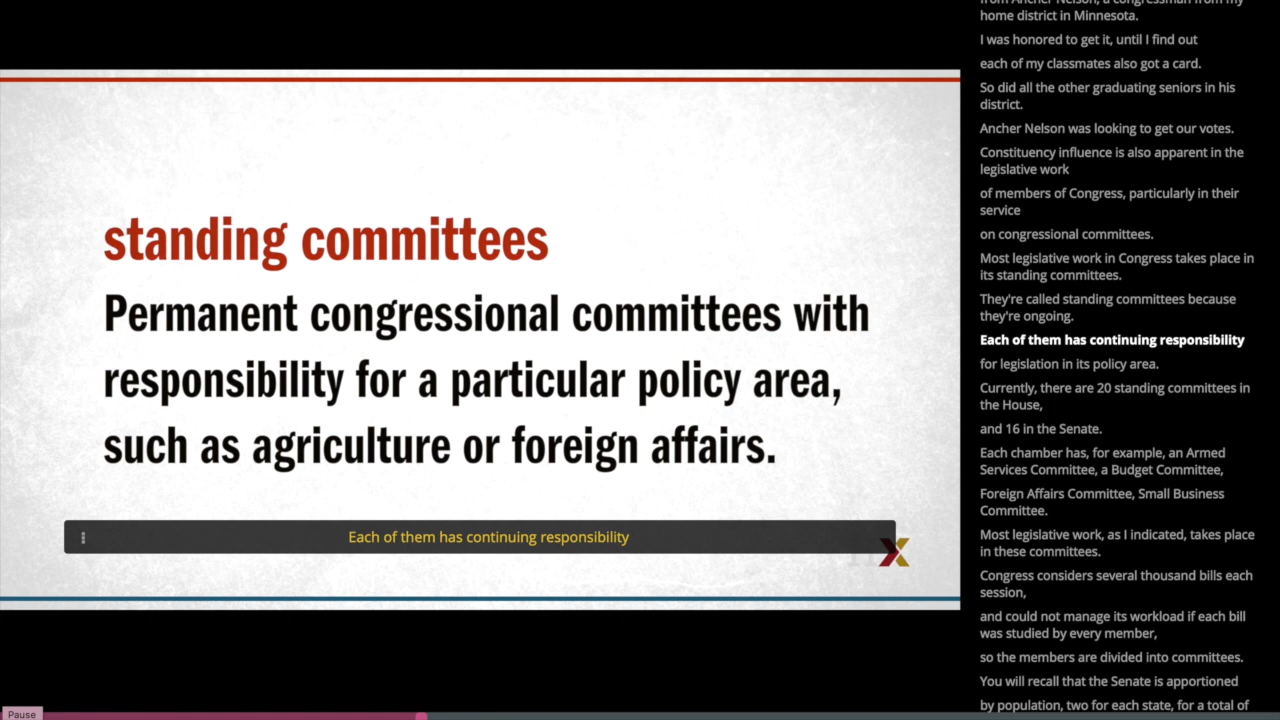 standing committees
Permanent congressional committees with
responsibility for a particular policy area,
such as agriculture or foreign affairs.
Each of them has continuing responsibility
Pause
home district in Minnesota.
I was honored to get it, until I find out
each of my classmates also got a card.
So did all the other graduating seniors in his
district.
Ancher Nelson was looking to get our votes.
Constituency influence is also apparent in the
legislative work
of members of Congress, particularly in their
service
on congressional committees.
Most legislative work in Congress takes place in
its standing committees.
They're called standing committees because
they're ongoing.
Each of them has continuing responsibility
for legislation in its policy area.
Currently, there are 20 standing committees in
the House,
and 16 in the Senate.
Each chamber has, for example, an Armed
Services Committee, a Budget Committee,
Foreign Affairs Committee, Small Business
Committee.
Most legislative work, as I indicated, takes place
in these committees.
Congress considers several thousand bills each
session,
and could not manage its workload if each bill
was studied by every member,
so the members are divided into committees.
You will recall that the Senate is apportioned
by population, two for each state, for a total of